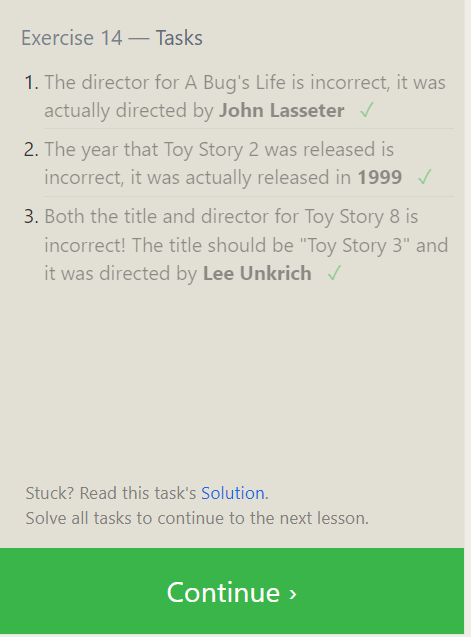 Exercise 14 — Tasks
1. The director for A Bug's Life is incorrect, it was
actually directed by John Lasseter ✓
2. The year that Toy Story 2 was released is
incorrect, it was actually released in 1999 ✓
3. Both the title and director for Toy Story 8 is
incorrect! The title should be "Toy Story 3" and
it was directed by Lee Unkrich ✓
Stuck? Read this task's Solution.
Solve all tasks to continue to the next lesson.
Continue ›